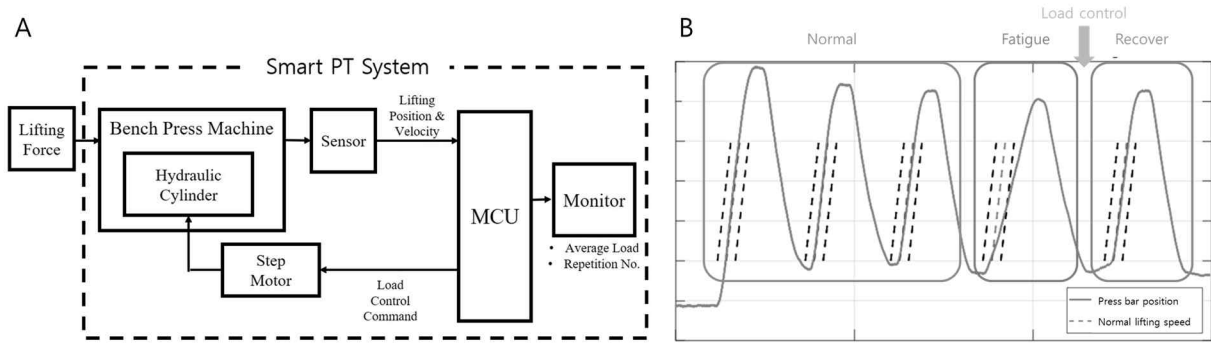 A
Smart PT System
Lifting
Force
Bench Press Machine
Hydraulic
Cylinder
Sensor
Lifting
Position &
Velocity
MCU
Monitor
• Average Load
• Repetition No.
Step
Motor
Load
Control
Command
B
Load control
Normal
Fatigue
Recover
Press bar position
Normal lifting speed